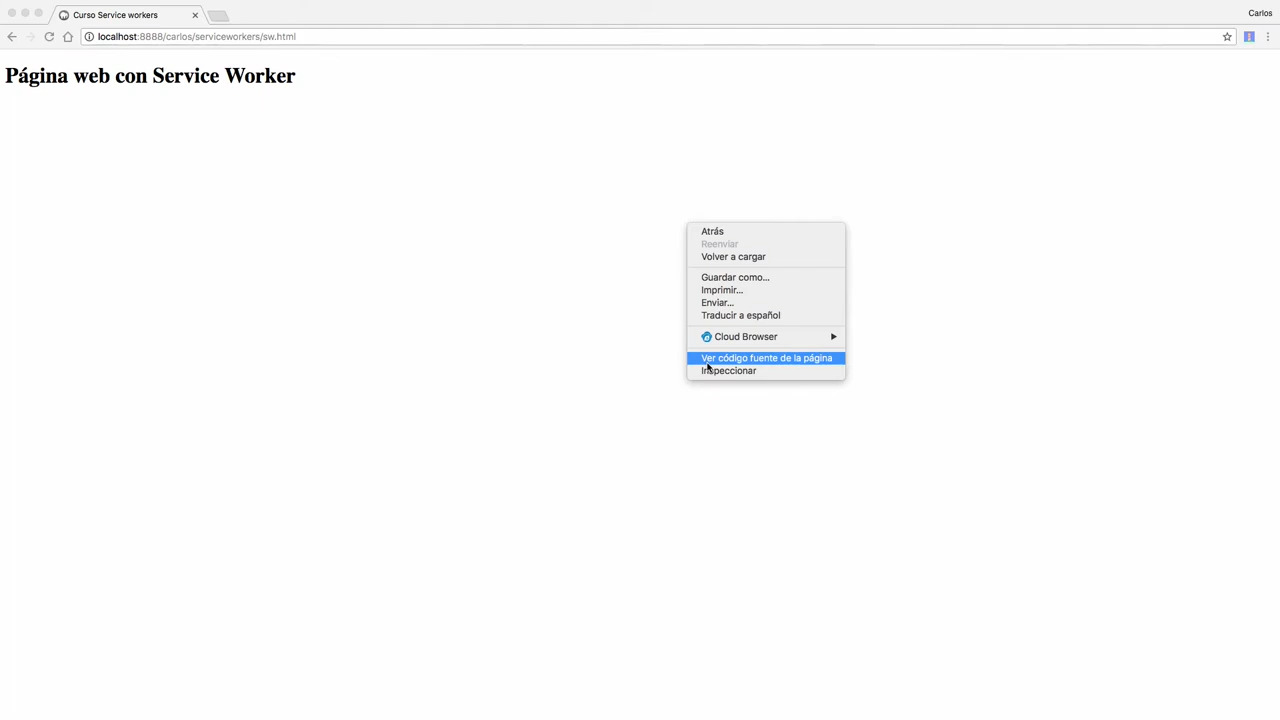 Curso Service workers
Carlos
localhost:8888/carlos/serviceworkers/sw.html
Página web con Service Worker
Atrás
Reenviar
Volver a cargar
Guardar como...
Imprimir...
Enviar...
Traducir a español
Cloud Browser
Ver código fuente de la página
Inspeccionar